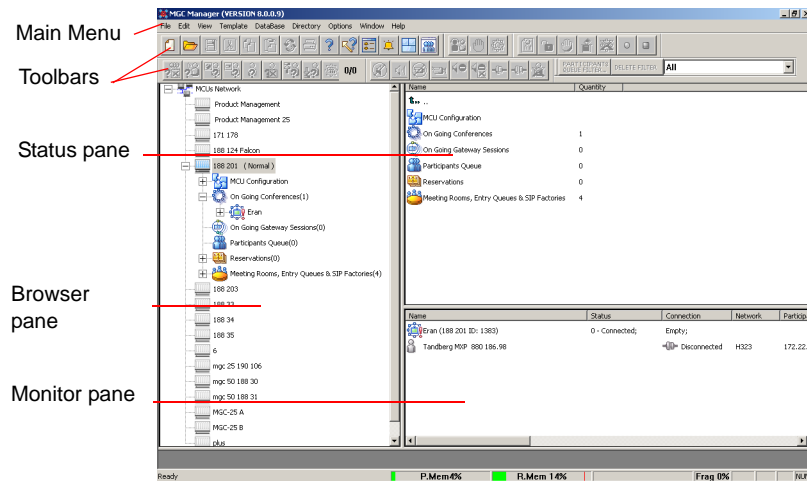 MGC Manager (VERSION 8.0.0.9)
File Edit View Template DataBase Directory Options Window Help
Main Menu
Toolbars
0/0
PARTICIPANTS QUEUE FILTER...
DELETE FILTER
All
MCUs Network
Product Management
Product Management 25
171 178
188 124 Falcon
188 201 (Normal)
MCU Configuration
On Going Conferences(1)
Eran
On Going Gateway Sessions(0)
Participants Queue(0)
Reservations(0)
Meeting Rooms, Entry Queues & SIP Factories(4)
188 203
188 33
188 34
188 35
6
mgc 25 190 106
mgc 50 188 30
mgc 50 188 31
MGC-25 A
MGC-25 B
plus
Status pane
Browser
pane
Monitor pane
Name Quantity
..
MCU Configuration
On Going Conferences 1
On Going Gateway Sessions 0
Participants Queue 0
Reservations 0
Meeting Rooms, Entry Queues & SIP Factories 4
Name Status Connection Network Particip
Eran (188 201 ID: 1383) 0 - Connected; Empty;
Tandberg MXP 880 186.98 Disconnected H323 172.22.
Ready P.Mem4% R.Mem 14% Frag 0% NU